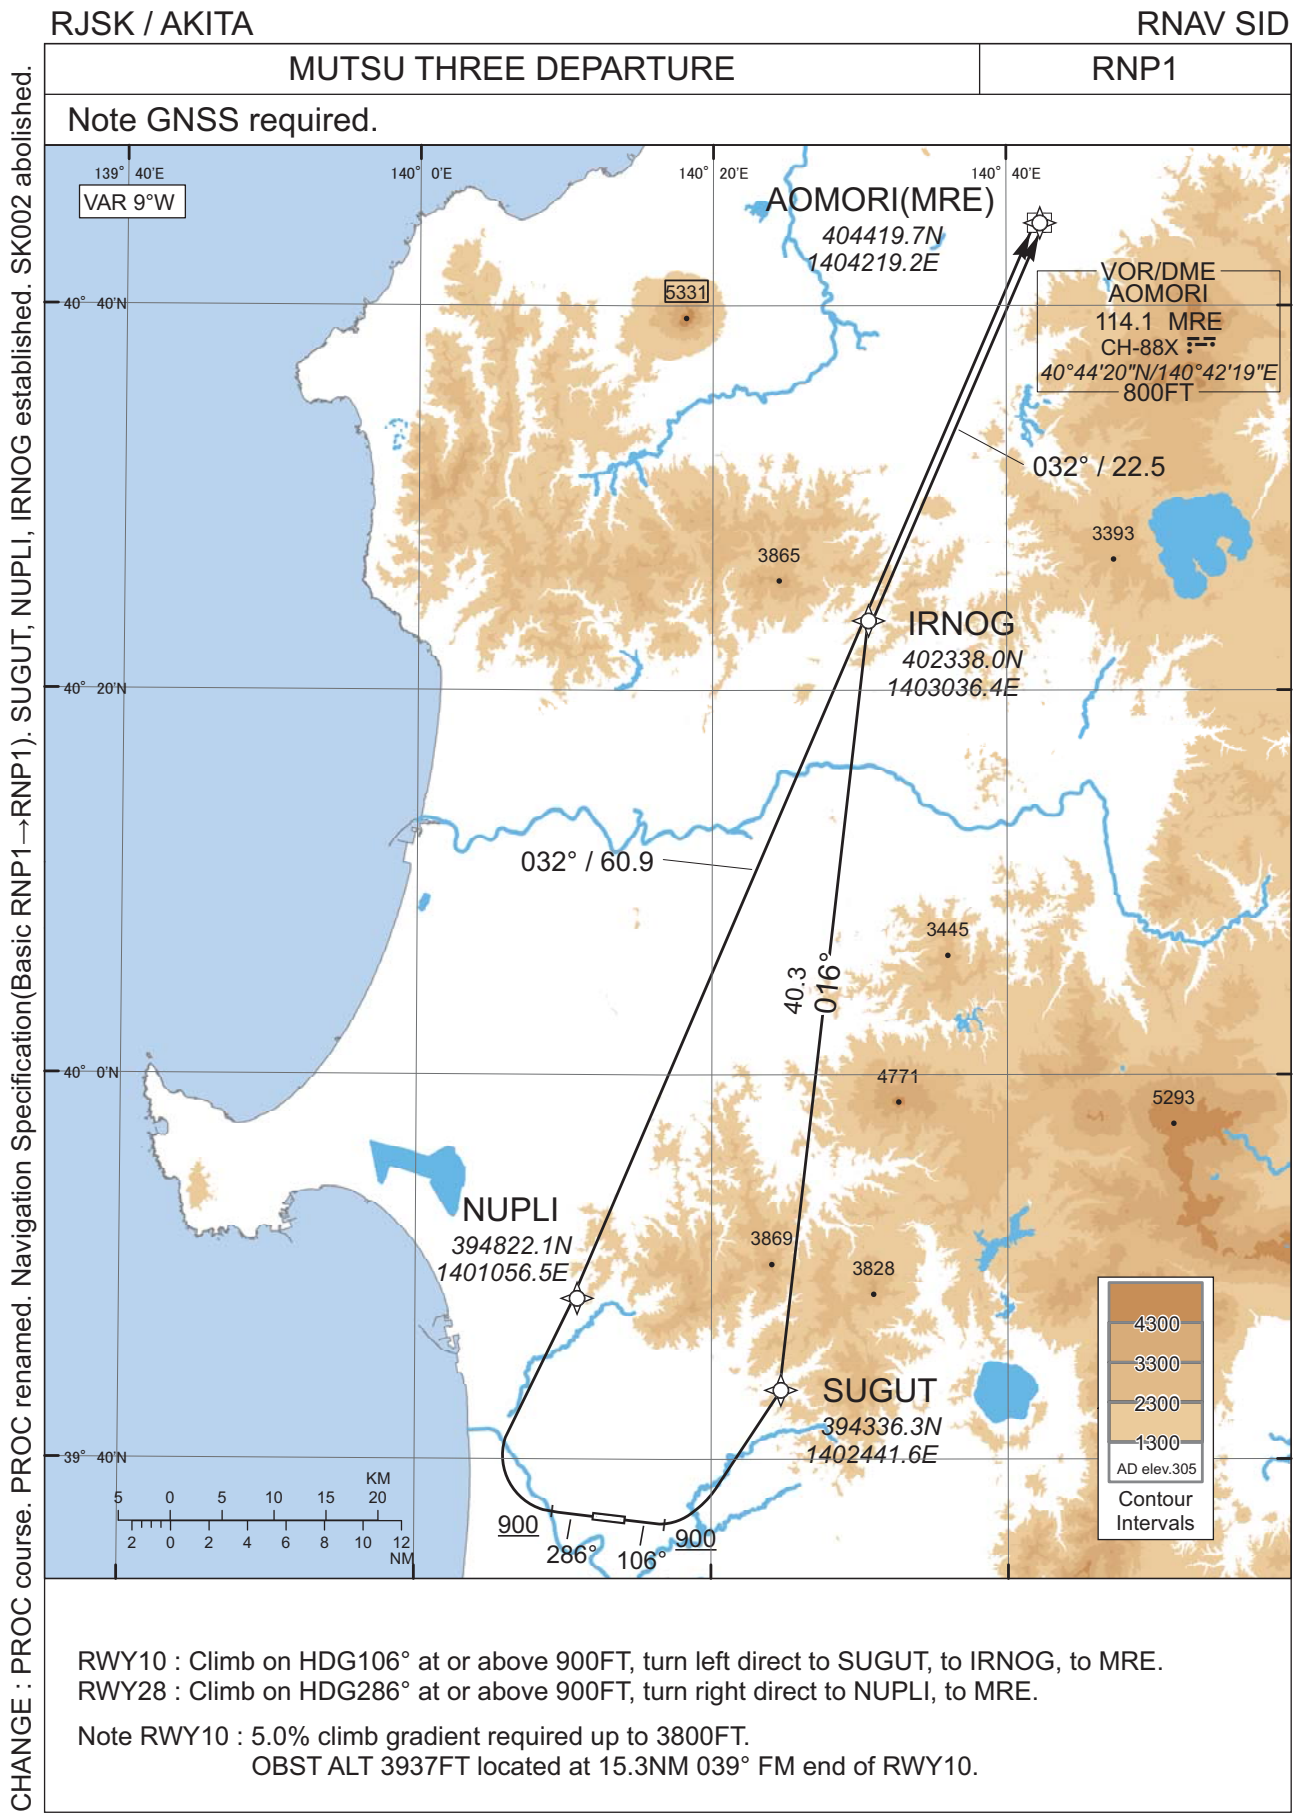 RJSK / AKITA
RNAV SID
MUTSU THREE DEPARTURE
RNP1
Note GNSS required.
139° 40'E
140° 0'E
140° 20'E
140° 40'E
VAR 9°W
AOMORI(MRE)
404419.7N
1404219.2E
VOR/DME
AOMORI
114.1 MRE
CH-88X
40°44'20"N/140°42'19"E
800FT
5331
40° 40'N
032° / 22.5
3393
3865
IRNOG
402338.0N
1403036.4E
40° 20'N
032° / 60.9
3445
40.3
016°
40° 0'N
4771
5293
NUPLI
394822.1N
1401056.5E
3869
3828
SUGUT
394336.3N
1402441.6E
39° 40'N
4300
3300
2300
1300
AD elev.305
Contour
Intervals
KM
5 0 5 10 15 20
2 0 2 4 6 8 10 12
NM
900
286°
106°
900
RWY10 : Climb on HDG106° at or above 900FT, turn left direct to SUGUT, to IRNOG, to MRE.
RWY28 : Climb on HDG286° at or above 900FT, turn right direct to NUPLI, to MRE.
Note RWY10 : 5.0% climb gradient required up to 3800FT.
OBST ALT 3937FT located at 15.3NM 039° FM end of RWY10.
CHANGE : PROC course. PROC renamed. Navigation Specification(Basic RNP1→RNP1). SUGUT, NUPLI, IRNOG established. SK002 abolished.